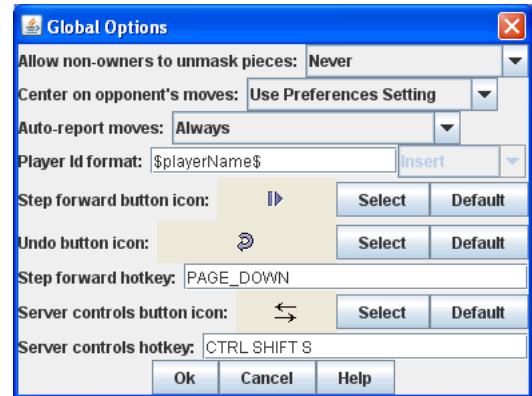 Global Options
Allow non-owners to unmask pieces: Never
Center on opponent's moves: Use Preferences Setting
Auto-report moves: Always
Player Id format: $playerName$ Insert
Step forward button icon: Select Default
Undo button icon: Select Default
Step forward hotkey: PAGE_DOWN
Server controls button icon: Select Default
Server controls hotkey: CTRL SHIFT S
Ok Cancel Help